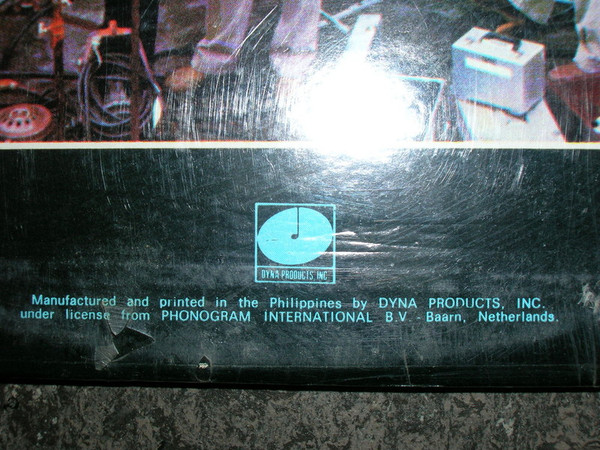 DYNA PRODUCTS, INC.
Manufactured and printed in the Philippines by DYNA PRODUCTS, INC.
under license from PHONOGRAM INTERNATIONAL B.V. - Baarn, Netherlands.